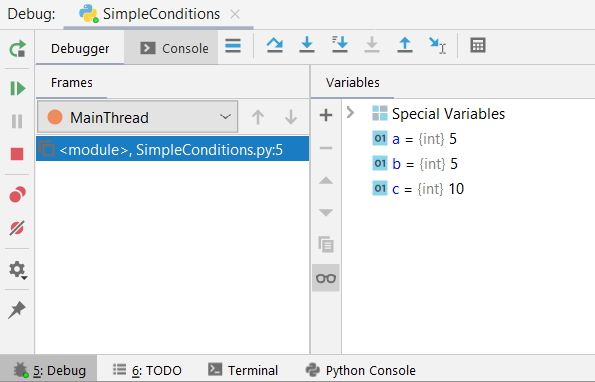 Debug: SimpleConditions
Debugger Console
Frames
Variables
MainThread
<module>, SimpleConditions.py:5
Special Variables
01 a = {int} 5
01 b = {int} 5
01 c = {int} 10
5: Debug 6: TODO Terminal Python Console